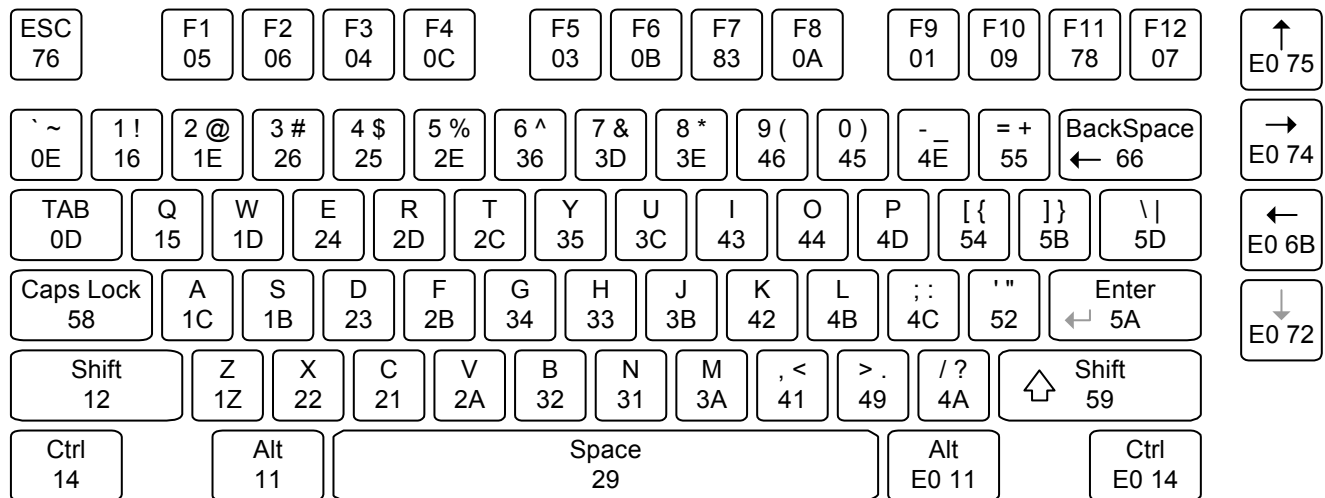 ESC F1 F2 F3 F4 F5 F6 F7 F8 F9 F10 F11 F12 ↑
76 05 06 04 0C 03 0B 83 0A 01 09 78 07 E0 75
` ~ 1 ! 2 @ 3 # 4 $ 5 % 6 ^ 7 & 8 * 9 ( 0 ) - _ = + BackSpace →
0E 16 1E 26 25 2E 36 3D 3E 46 45 4E 55 ← 66 E0 74
TAB Q W E R T Y U I O P [ { ] } \ | ←
0D 15 1D 24 2D 2C 35 3C 43 44 4D 54 5B 5D E0 6B
Caps Lock A S D F G H J K L ; : ' " Enter ↓
58 1C 1B 23 2B 34 33 3B 42 4B 4C 52 ↵ 5A E0 72
Shift Z X C V B N M , < > . / ? ⇧ Shift
12 1Z 22 21 2A 32 31 3A 41 49 4A 59
Ctrl Alt Space Alt Ctrl
14 11 29 E0 11 E0 14